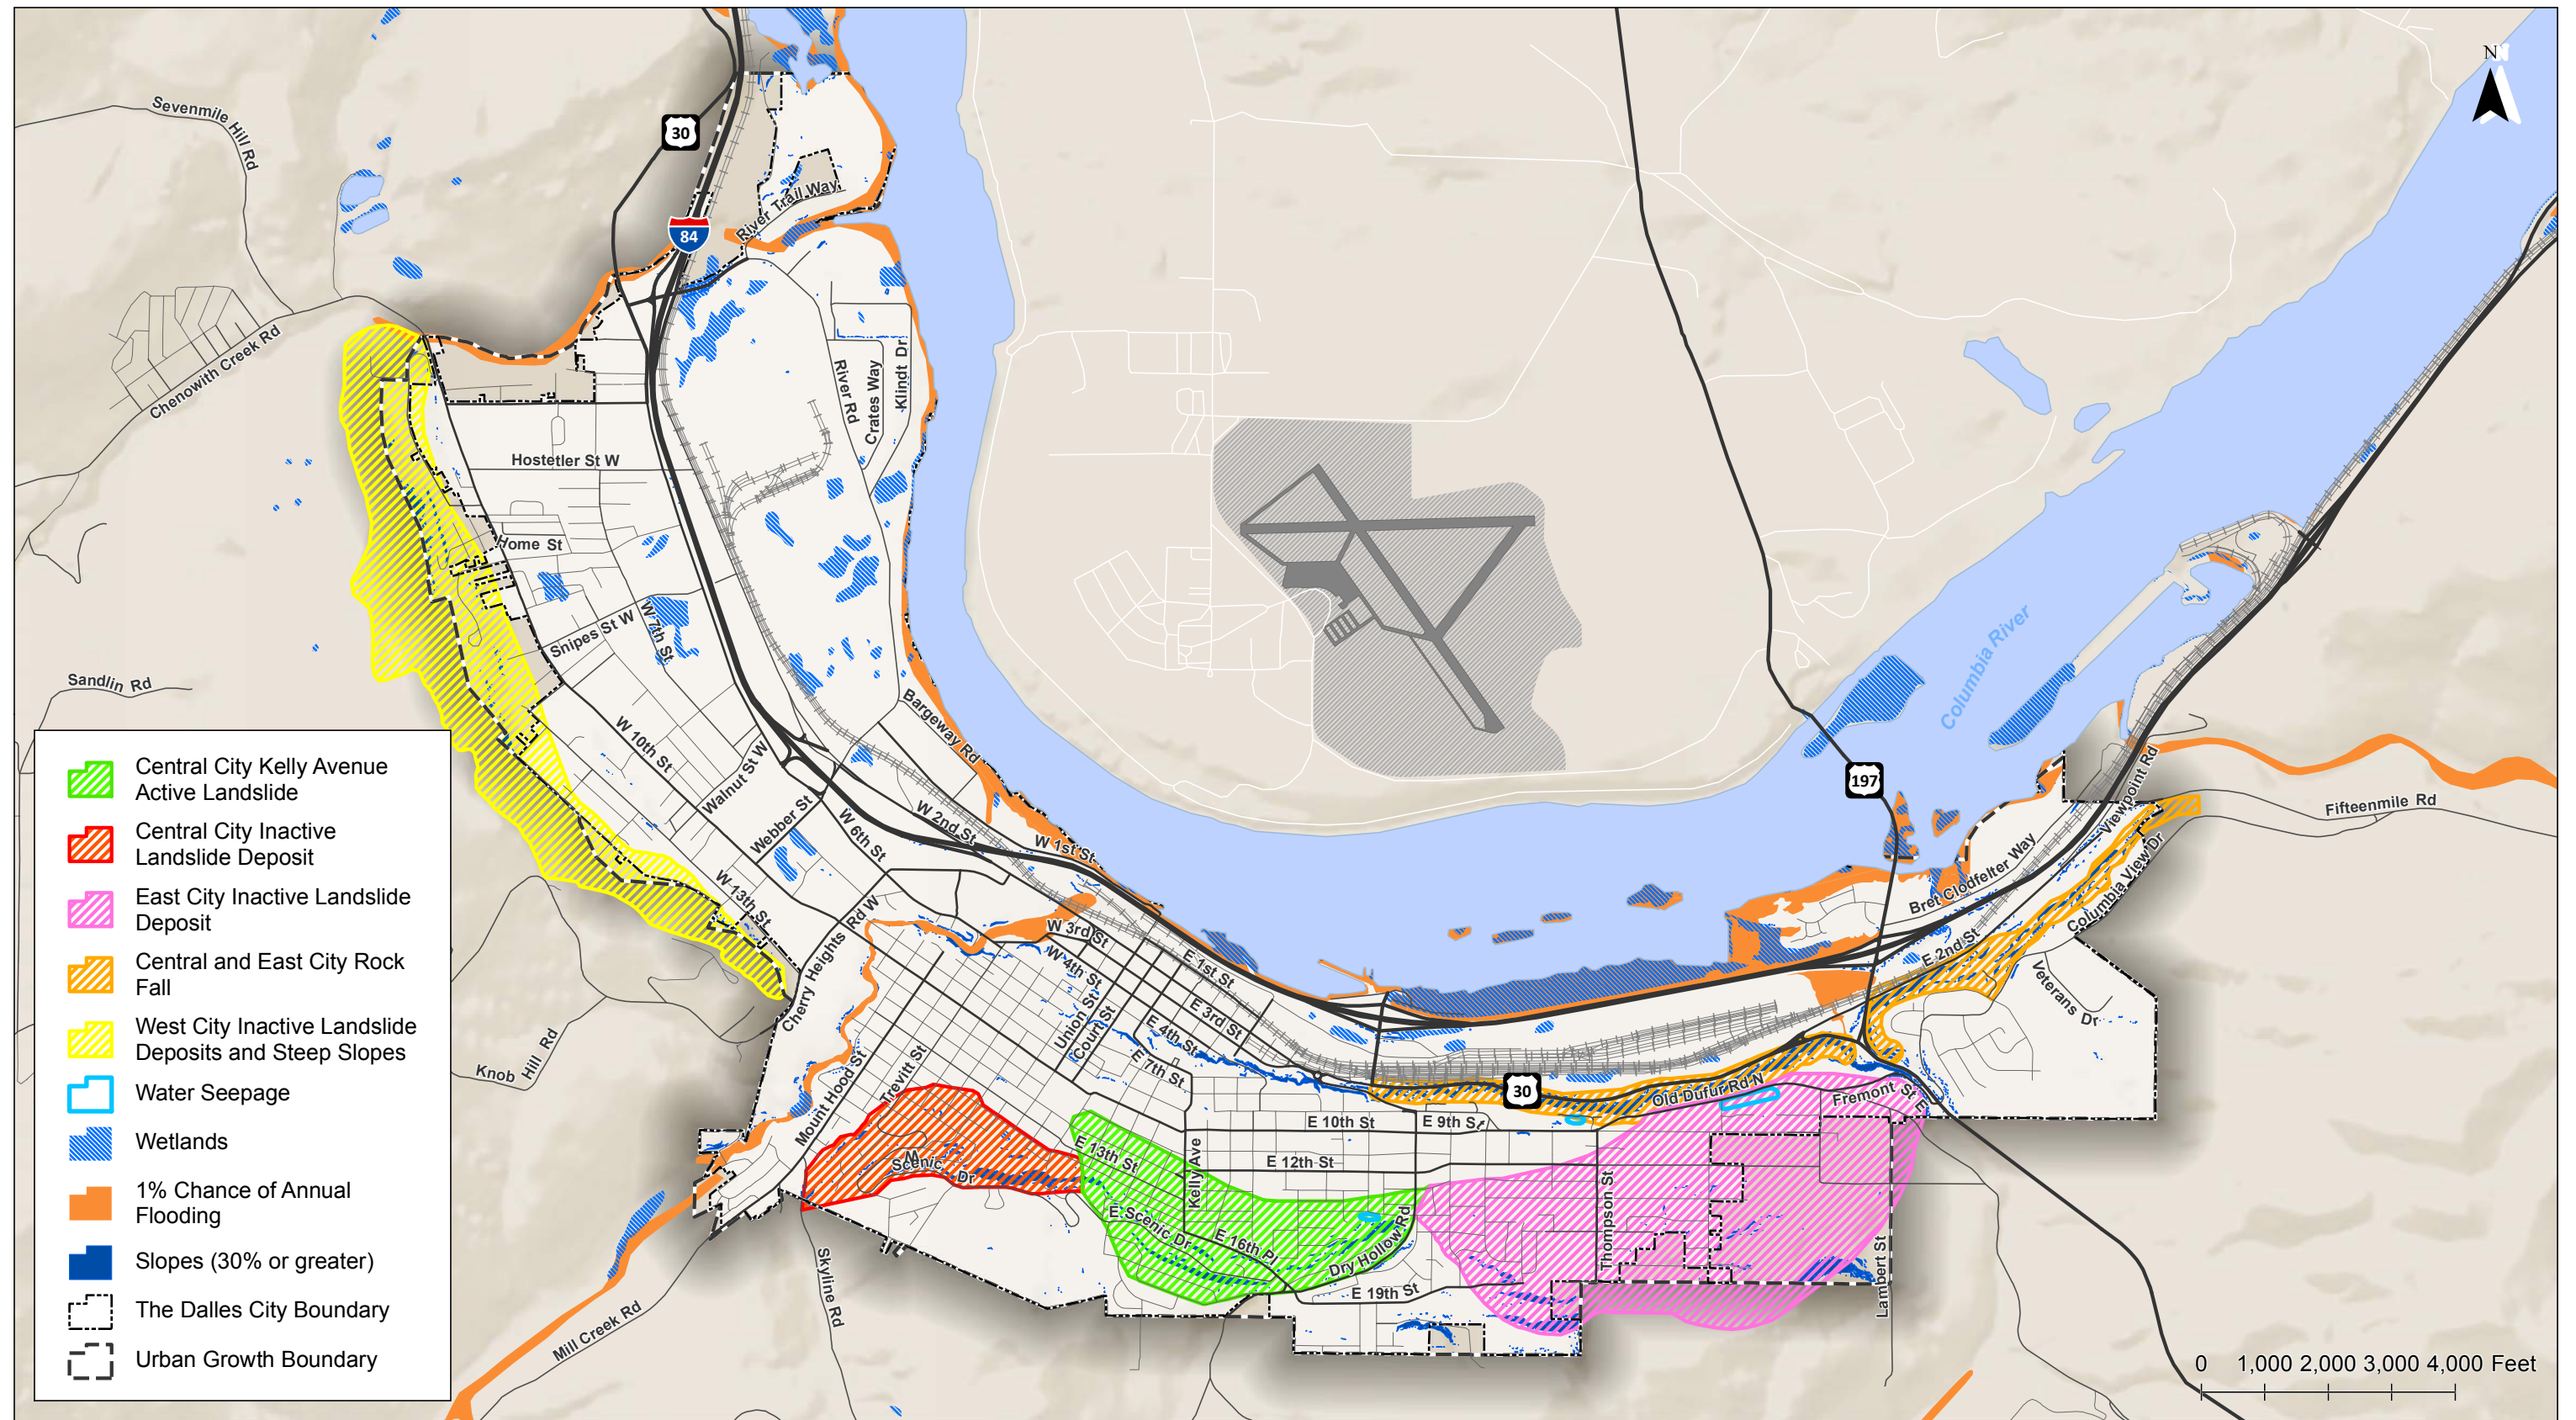 N
Sevenmile Hill Rd
30
84
River Trail Way
Chenowith Creek Rd
River Rd
Crates Way
Klindt Dr
Hostetler St W
Home St
Snipes St W
W 7th St
Sandlin Rd
Columbia River
Bargeway Rd
W 10th St
Walnut St W
Webber St
W 6th St
W 2nd St
W 1st St
197
Viewpoint Rd
Fifteenmile Rd
Bret Clodfelter Way
Columbia View Dr
E 2nd St
Veterans Dr
W 13th St
Cherry Heights Rd W
W 3rd St
W 4th St
E 1st St
E 3rd St
E 4th St
Union St
Court St
E 7th St
Knob Hill Rd
Mount Hood St
Trevitt St
30
Old Dufur Rd N
Fremont St E
E 10th St
E 9th St
E 12th St
E 13th St
Kelly Ave
Scenic Dr
E Scenic Dr
E 16th Pl
Dry Hollow Rd
Thompson St
E 19th St
Lambert St
Skyline Rd
Mill Creek Rd
Central City Kelly Avenue
Active Landslide
Central City Inactive
Landslide Deposit
East City Inactive Landslide
Deposit
Central and East City Rock
Fall
West City Inactive Landslide
Deposits and Steep Slopes
Water Seepage
Wetlands
1% Chance of Annual
Flooding
Slopes (30% or greater)
The Dalles City Boundary
Urban Growth Boundary
0 1,000 2,000 3,000 4,000 Feet